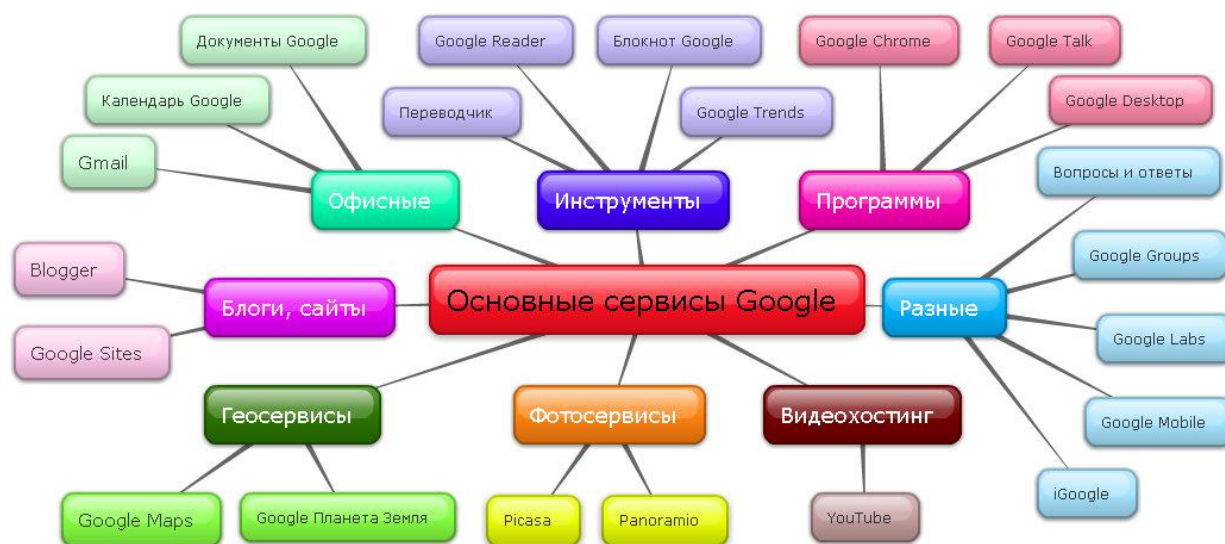 Документы Google
Google Reader
Блокнот Google
Google Chrome
Google Talk
Календарь Google
Переводчик
Google Trends
Google Desktop
Gmail
Вопросы и ответы
Офисные
Инструменты
Программы
Blogger
Google Groups
Блоги, сайты
Основные сервисы Google
Разные
Google Sites
Google Labs
Геосервисы
Фотосервисы
Видеохостинг
Google Mobile
iGoogle
Google Maps
Google Планета Земля
Picasa
Panoramio
YouTube